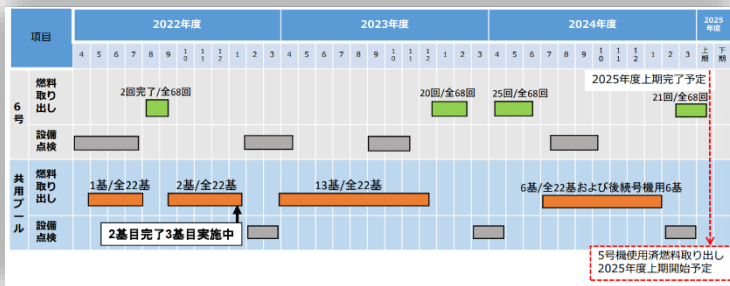 項目
2022年度
2023年度
2024年度
2025
年度
4 5 6 7 8 9 10 11 12 1 2 3 4 5 6 7 8 9 10 11 12 1 2 3 4 5 6 7 8 9 10 11 12 1 2 3 上期 下期
6号
燃料
取り
出し
2回完了/全68回
20回/全68回
25回/全68回
2025年度上期完了予定
21回/全68回
設備
点検
共用プール
燃料
取り
出し
1基/全22基
2基/全22基
13基/全22基
6基/全22基および後続号機用6基
2基目完了3基目実施中
設備
点検
5号機使用済燃料取り出し
2025年度上期開始予定